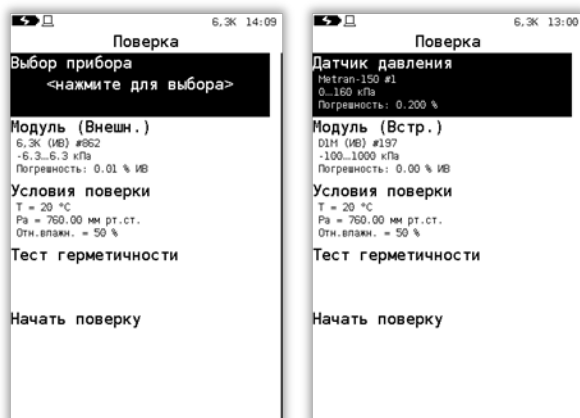 6,3K 14:09
Поверка
Выбор прибора
<нажмите для выбора>
Модуль (Внешн.)
6,3K (ИВ) #862
-6.3…6.3 кПа
Погрешность: 0.01 % ИВ
Условия поверки
T = 20 °C
Pa = 760.00 мм рт.ст.
Отн.влажн. = 50 %
Тест герметичности
Начать поверку
6,3K 13:00
Поверка
Датчик давления
Metran-150 #1
0…160 кПа
Погрешность: 0.200 %
Модуль (Встр.)
D1M (ИВ) #197
-100…1000 кПа
Погрешность: 0.00 % ИВ
Условия поверки
T = 20 °C
Pa = 760.00 мм рт.ст.
Отн.влажн. = 50 %
Тест герметичности
Начать поверку